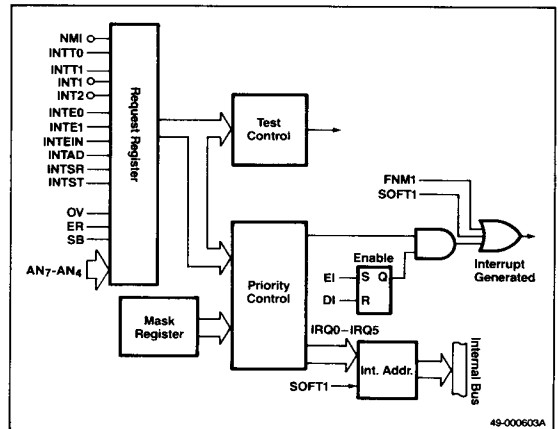 NMI
INTT0
INTT1
INT1
INT2
INTE0
INTE1
INTEIN
INTAD
INTSR
INTST
OV
ER
SB
AN7-AN4
Request Register
Test
Control
Mask
Register
Priority
Control
Enable
EI
S Q
DI
R
FNM1
SOFT1
Interrupt
Generated
IRQ0–IRQ5
SOFT1
Int. Addr.
Internal Bus
49-000603A